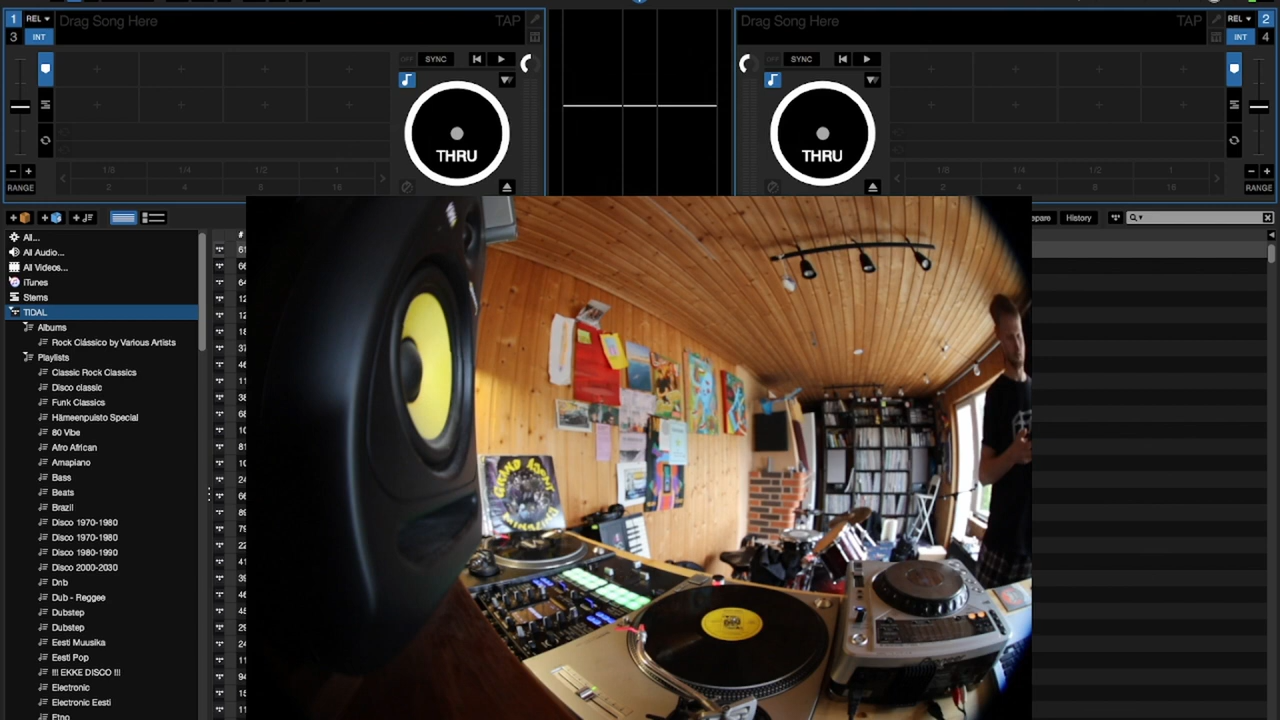 1 REL Drag Song Here TAP
3 INT
OFF SYNC
THRU
1/8 1/4 1/2 1
2 4 8 16
RANGE
Drag Song Here TAP REL 2
INT 4
OFF SYNC
THRU
1/8 1/4 1/2 1
2 4 8 16
RANGE
History
#
All...
All Audio...
All Videos...
iTunes
Stems
TIDAL
Albums
Rock Clássico by Various Artists
Playlists
Classic Rock Classics
Disco classic
Funk Classics
Hämeenpuisto Special
80 Vibe
Afro African
Amapiano
Bass
Beats
Brazil
Disco 1970-1980
Disco 1970-1980
Disco 1980-1990
Disco 2000-2030
Dnb
Dub - Reggee
Dubstep
Dubstep
Eesti Muusika
Eesti Pop
!!! EKKE DISCO !!!
Electronic
Electronic Eesti
Etno